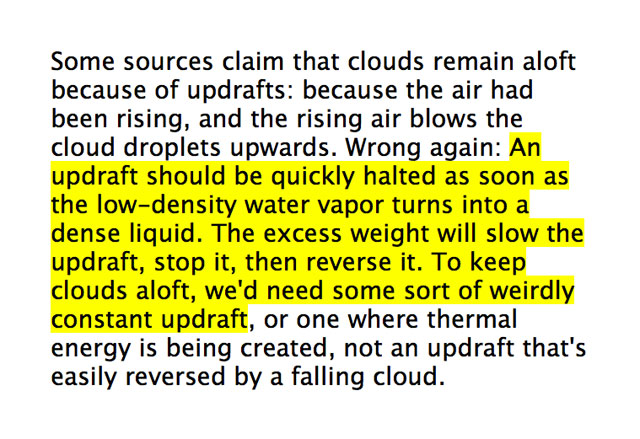 Some sources claim that clouds remain aloft
because of updrafts: because the air had
been rising, and the rising air blows the
cloud droplets upwards. Wrong again: An
updraft should be quickly halted as soon as
the low-density water vapor turns into a
dense liquid. The excess weight will slow the
updraft, stop it, then reverse it. To keep
clouds aloft, we'd need some sort of weirdly
constant updraft, or one where thermal
energy is being created, not an updraft that's
easily reversed by a falling cloud.